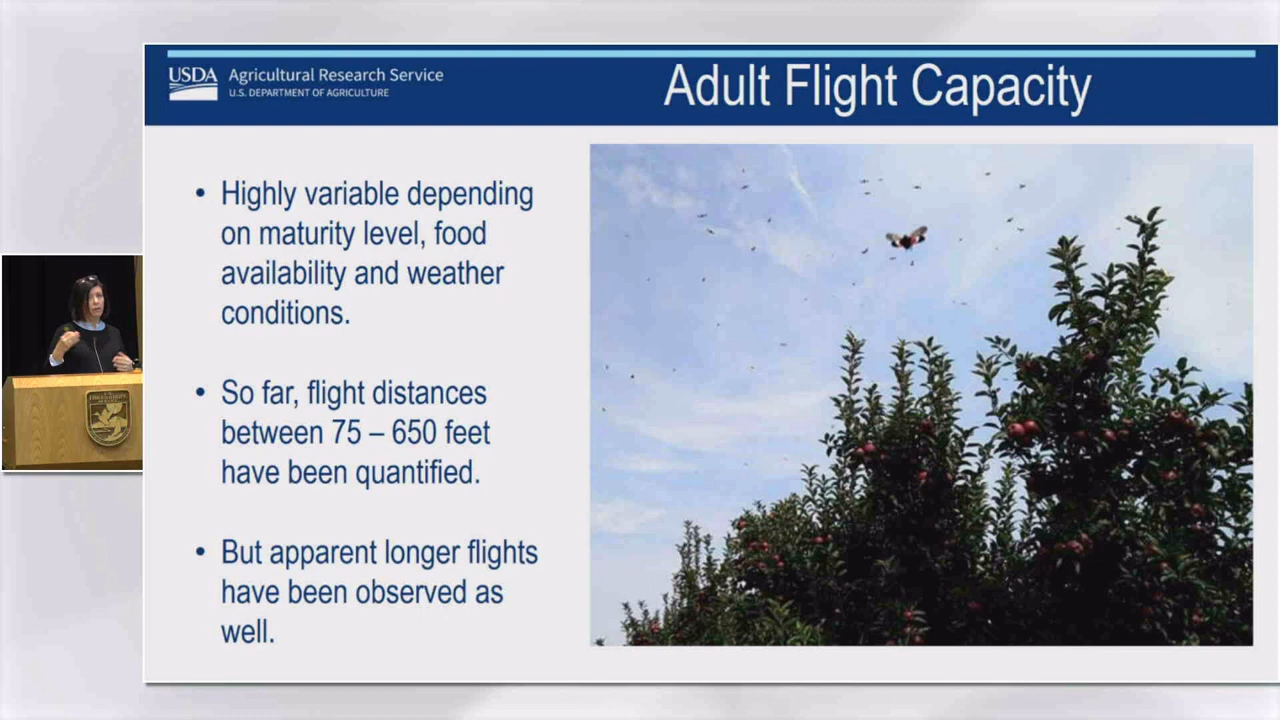 USDA
Agricultural Research Service
U.S. DEPARTMENT OF AGRICULTURE
Adult Flight Capacity
• Highly variable depending
on maturity level, food
availability and weather
conditions.
• So far, flight distances
between 75 – 650 feet
have been quantified.
• But apparent longer flights
have been observed as
well.